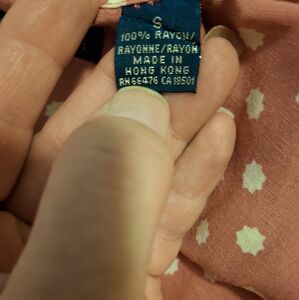 S
100% RAYON/
RAYONNE/RAYON
MADE IN
HONG KONG
RN66476 CA18501